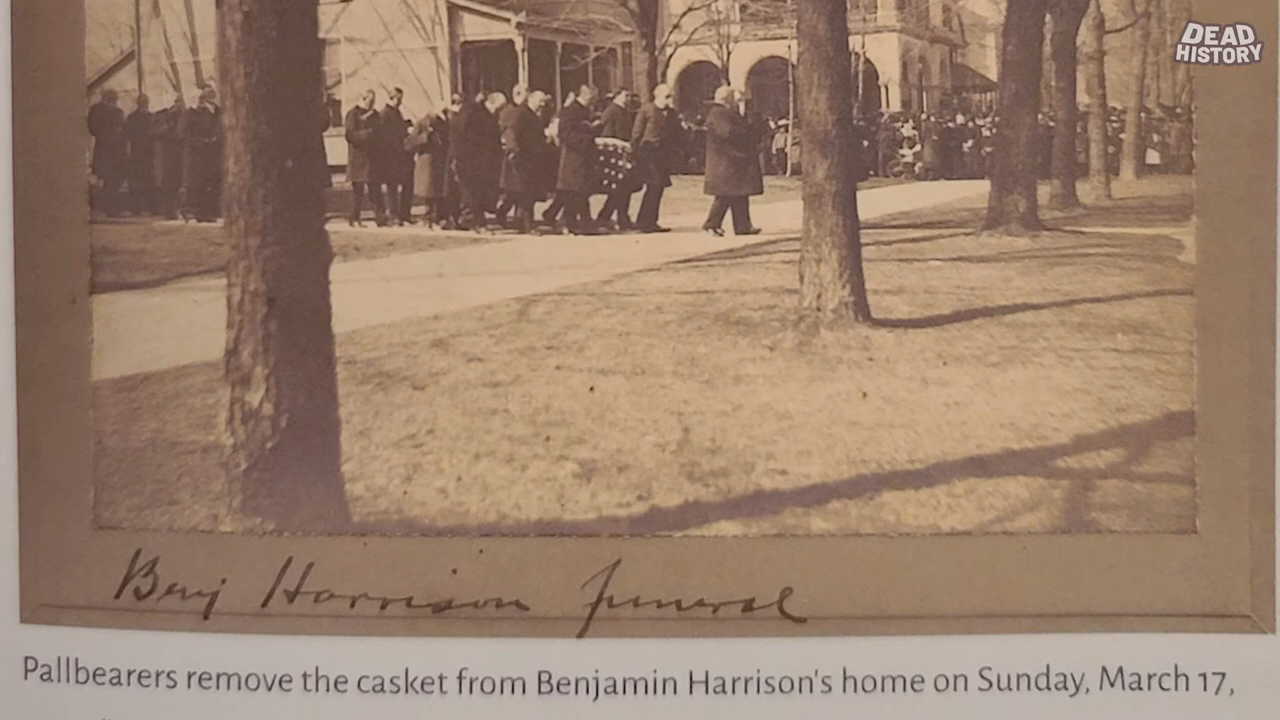 DEAD
HISTORY
Benj Harrison funeral
Pallbearers remove the casket from Benjamin Harrison's home on Sunday, March 17,